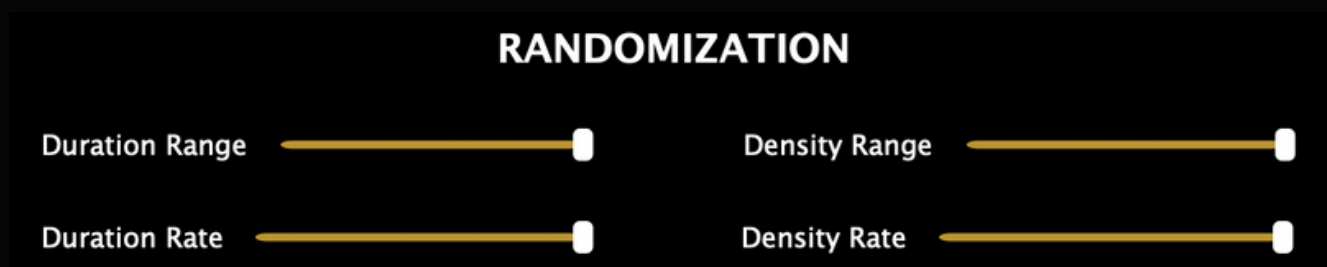 RANDOMIZATION
Duration Range
Density Range
Duration Rate
Density Rate